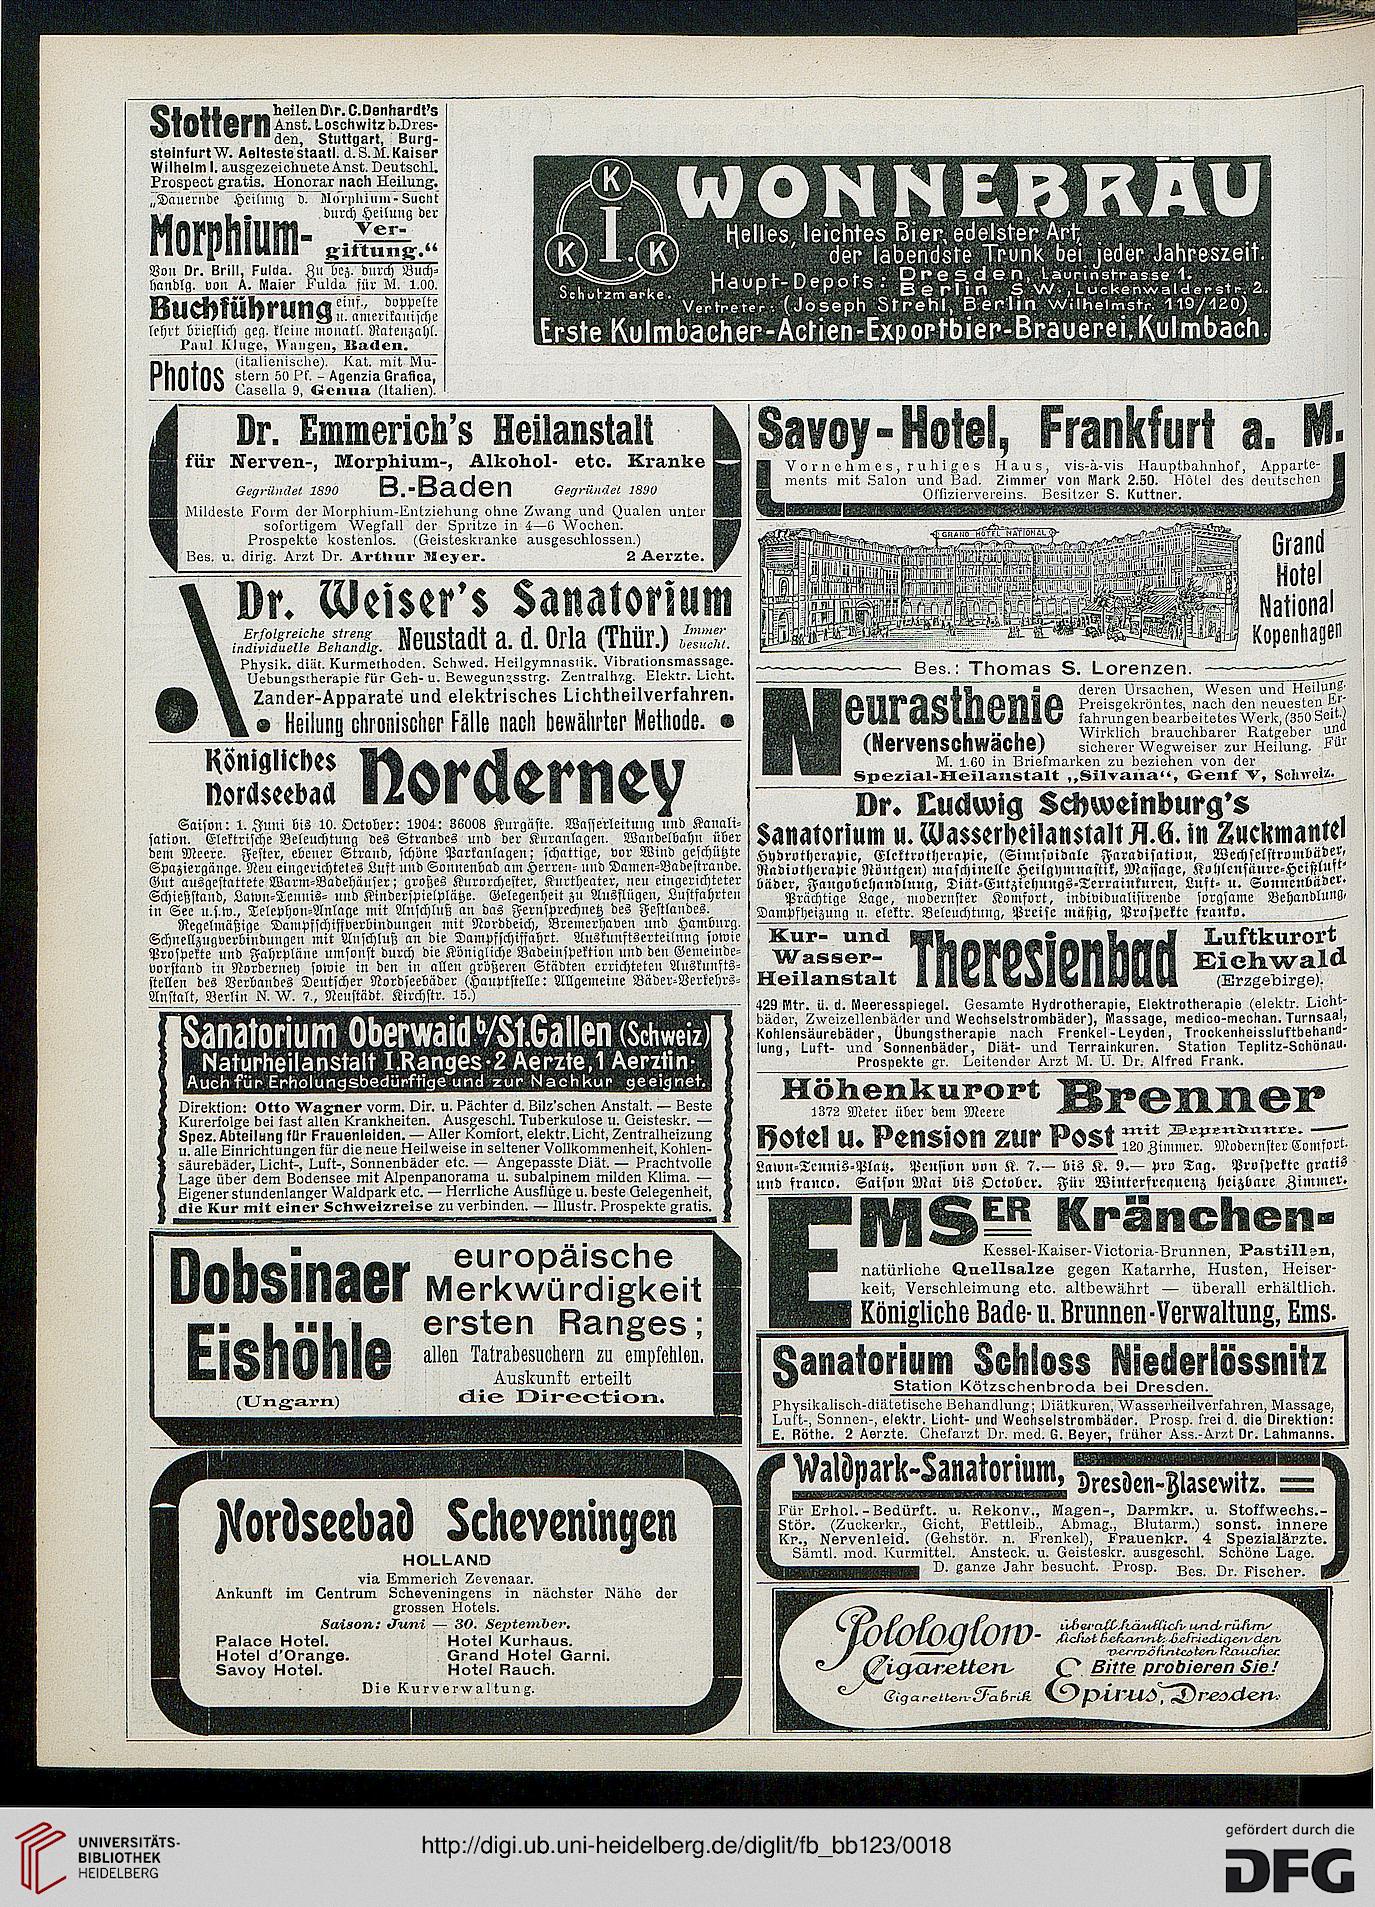 Stottern heilen Dir. C. Denhardt's
Anst. Loschwitz b. Dres-
den, Stuttgart, Burg-
steinfurt W. Aelteste staatl. d. S. M. Kaiser
Wilhelm I. ausgezeichnete Anst. Deutschl.
Prospect gratis. Honorar nach Heilung.
„Dauernde Heilung d. Morphium-Sucht
durch Heilung der
Morphium- Ver-
giftung.“
Von Dr. Brill, Fulda. Zu bez. durch Buch-
handlg. von A. Maier Fulda für M. 1.00.
Buchführung einf., doppelte
u. amerikanische
lehrt brieflich geg. kleine monatl. Ratenzahl.
Paul Kluge, Wangen, Baden.
Photos (italienische). Kat. mit Mu-
stern 50 Pf. – Agenzia Grafica,
Casella 9, Genua (Italien).
K
K I. K
Schutzmarke.
WONNEBRÄU
Helles, leichtes Bier, edelster Art,
der labendste Trunk bei jeder Jahreszeit.
Haupt-Depots: Dresden, Laurinstrasse 1.
Berlin S.W., Luckenwalderstr. 2.
Vertreter: (Joseph Strehl, Berlin Wilhelmstr. 119/120)
Erste Kulmbacher-Actien-Exportbier-Brauerei, Kulmbach.
Dr. Emmerich's Heilanstalt
für Nerven-, Morphium-, Alkohol- etc. Kranke
Gegründet 1890 B.-Baden Gegründet 1890
Mildeste Form der Morphium-Entziehung ohne Zwang und Qualen unter
sofortigem Wegfall der Spritze in 4—6 Wochen.
Prospekte kostenlos. (Geisteskranke ausgeschlossen.)
Bes. u. dirig. Arzt Dr. Arthur Meyer. 2 Aerzte.
Dr. Weiser's Sanatorium
Erfolgreiche streng
individuelle Behandlg. Neustadt a. d. Orla (Thür.) Immer
besucht.
Physik. diät. Kurmethoden. Schwed. Heilgymnastik. Vibrationsmassage.
Uebungstherapie für Geh- u. Bewegungsstrg. Zentralhzg. Elektr. Licht.
Zander-Apparate und elektrisches Lichtheilverfahren.
Heilung chronischer Fälle nach bewährter Methode.
Königliches
Nordseebad Norderney
Saison: 1. Juni bis 10. October: 1904: 36008 Kurgäste. Wasserleitung und Kanali-
sation. Elektrische Beleuchtung des Strandes und der Kuranlagen. Wandelbahn über
dem Meere. Fester, ebener Strand, schöne Parkanlagen; schattige, vor Wind geschützte
Spaziergänge. Neu eingerichtetes Luft und Sonnenbad am Herren- und Damen-Badestrande.
Gut ausgestattete Warm-Badehäuser; großes Kurorchester, Kurtheater, neu eingerichteter
Schießstand, Lawn-Tennis- und Kinderspielplätze. Gelegenheit zu Ausflügen, Lustfahrten
in See u.s.w., Telephon-Anlage mit Anschluß an das Fernsprechnetz des Festlandes.
Regelmäßige Dampfschiffverbindungen mit Norddeich, Bremerhaven und Hamburg.
Schnellzugverbindungen mit Anschluß an die Dampfschiffahrt. Auskunftserteilung sowie
Prospekte und Fahrpläne umsonst durch die Königliche Badeinspektion und den Gemeinde-
vorstand in Norderney sowie in den in allen größeren Städten errichteten Auskunfts-
stellen des Verbandes Deutscher Nordseebäder (Hauptstelle: Allgemeine Bäder-Verkehrs-
Anstalt, Berlin N. W. 7., Neustädt. Kirchstr. 15.)
Sanatorium Oberwaid b/St. Gallen (Schweiz)
Naturheilanstalt I. Ranges - 2 Aerzte, 1 Aerztin.
Auch für Erholungsbedürftige und zur Nachkur geeignet.
Direktion: Otto Wagner vorm. Dir. u. Pächter d. Bilz'schen Anstalt. — Beste
Kurerfolge bei fast allen Krankheiten. Ausgeschl. Tuberkulose u. Geisteskr. —
Spez. Abteilung für Frauenleiden. — Aller Komfort, elektr. Licht, Zentralheizung
u. alle Einrichtungen für die neue Heilweise in seltener Vollkommenheit, Kohlen-
säurebäder, Licht-, Luft-, Sonnenbäder etc. — Angepasste Diät. — Prachtvolle
Lage über dem Bodensee mit Alpenpanorama u. subalpinem milden Klima. —
Eigener stundenlanger Waldpark etc. — Herrliche Ausflüge u. beste Gelegenheit,
die Kur mit einer Schweizreise zu verbinden. — Illustr. Prospekte gratis.
Dobsinaer
Eishöhle
(Ungarn)
europäische
Merkwürdigkeit
ersten Ranges;
allen Tatrabesuchern zu empfehlen.
Auskunft erteilt
die Direction.
Nordseebad Scheveningen
HOLLAND
via Emmerich Zevenaar.
Ankunft im Centrum Scheveningens in nächster Nähe der
grossen Hotels.
Saison: Juni — 30. September.
Palace Hotel. Hotel Kurhaus.
Hotel d'Orange. Grand Hotel Garni.
Savoy Hotel. Hotel Rauch.
Die Kurverwaltung.
Savoy-Hotel, Frankfurt a. M.
Vornehmes, ruhiges Haus, vis-à-vis Hauptbahnhof, Apparte-
ments mit Salon und Bad. Zimmer von Mark 2.50. Hôtel des deutschen
Offiziervereins. Besitzer S. Kuttner.
GRAND HOTEL NATIONAL
Grand
Hotel
National
Kopenhagen
Bes.: Thomas S. Lorenzen.
Neurasthenie
(Nervenschwäche)
deren Ursachen, Wesen und Heilung.
Preisgekröntes, nach den neuesten Er-
fahrungen bearbeitetes Werk, (350 Seit.)
Wirklich brauchbarer Ratgeber und
sicherer Wegweiser zur Heilung. Für
M. 1.60 in Briefmarken zu beziehen von der
Spezial-Heilanstalt „Silvana“, Genf V, Schweiz.
Dr. Ludwig Schweinburg's
Sanatorium u. Wasserheilanstalt A.G. in Zuckmantel
Hydrotherapie, Elektrotherapie, (Sinusoidale Faradisation, Wechselstrombäder,
Radiotherapie Röntgen) maschinelle Heilgymnastik, Massage, Kohlensäure-Heißluft-
bäder, Fangobehandlung, Diät-Entziehungs-Terrainkuren, Luft- u. Sonnenbäder.
Prächtige Lage, modernster Komfort, individualisirende sorgsame Behandlung,
Dampfheizung u. elektr. Beleuchtung, Preise mäßig, Prospekte franko.
Kur- und
Wasser-
Heilanstalt Theresienbad Luftkurort
Eichwald
(Erzgebirge).
429 Mtr. ü. d. Meeresspiegel. Gesamte Hydrotherapie, Elektrotherapie (elektr. Licht-
bäder, Zweizellenbäder und Wechselstrombäder), Massage, medico-mechan. Turnsaal,
Kohlensäurebäder, Übungstherapie nach Frenkel-Leyden, Trockenheissluftbehand-
lung, Luft- und Sonnenbäder, Diät- und Terrainkuren. Station Teplitz-Schönau.
Prospekte gr. Leitender Arzt M. U. Dr. Alfred Frank.
Höhenkurort Brenner
1372 Meter über dem Meere
Hotel u. Pension zur Post mit Dependance.
120 Zimmer. Modernster Comfort.
Lawn-Tennis-Platz. Pension von K. 7.— bis K. 9.— pro Tag. Prospekte gratis
und franco. Saison Mai bis October. Für Winterfrequenz heizbare Zimmer.
EMSER Kränchen-
Kessel-Kaiser-Victoria-Brunnen, Pastillen,
natürliche Quellsalze gegen Katarrhe, Husten, Heiser-
keit, Verschleimung etc. altbewährt — überall erhältlich.
Königliche Bade- u. Brunnen-Verwaltung, Ems.
Sanatorium Schloss Niederlössnitz
Station Kötzschenbroda bei Dresden.
Physikalisch-diätetische Behandlung; Diätkuren, Wasserheilverfahren, Massage,
Luft-, Sonnen-, elektr. Licht- und Wechselstrombäder. Prosp. frei d. die Direktion:
E. Röthe. 2 Aerzte. Chefarzt Dr. med. G. Beyer, früher Ass.-Arzt Dr. Lahmanns.
Waldpark-Sanatorium, Dresden-Blasewitz.
Für Erhol.-Bedürft. u. Rekonv., Magen-, Darmkr. u. Stoffwechs.-
Stör. (Zuckerkr., Gicht, Fettleib., Abmag., Blutarm.) sonst. innere
Kr., Nervenleid. (Gehstör. n. Frenkel), Frauenkr. 4 Spezialärzte.
Sämtl. mod. Kurmittel. Ansteck. u. Geisteskr. ausgeschl. Schöne Lage.
D. ganze Jahr besucht. Prosp. Bes. Dr. Fischer.
Polologlow-
Cigaretten
Cigaretten-Fabrik
überall käuflich und rühm-
lichst bekannt, befriedigen den
verwöhntesten Raucher.
Bitte probieren Sie!
Epirus, Dresden.
UNIVERSITÄTS-
BIBLIOTHEK
HEIDELBERG
http://digi.ub.uni-heidelberg.de/diglit/fb_bb123/0018
gefördert durch die
DFG